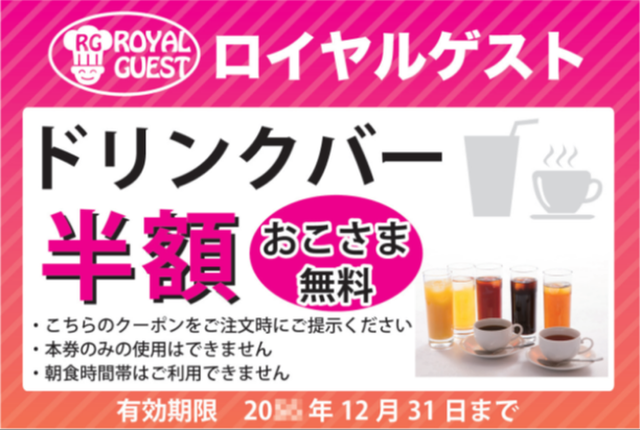 RG ROYAL GUEST
ロイヤルゲスト
ドリンクバー
半額
おこさま
無料
・こちらのクーポンをご注文時にご提示ください
・本券のみの使用はできません
・朝食時間帯はご利用できません
有効期限 20 年 12 月 31 日まで